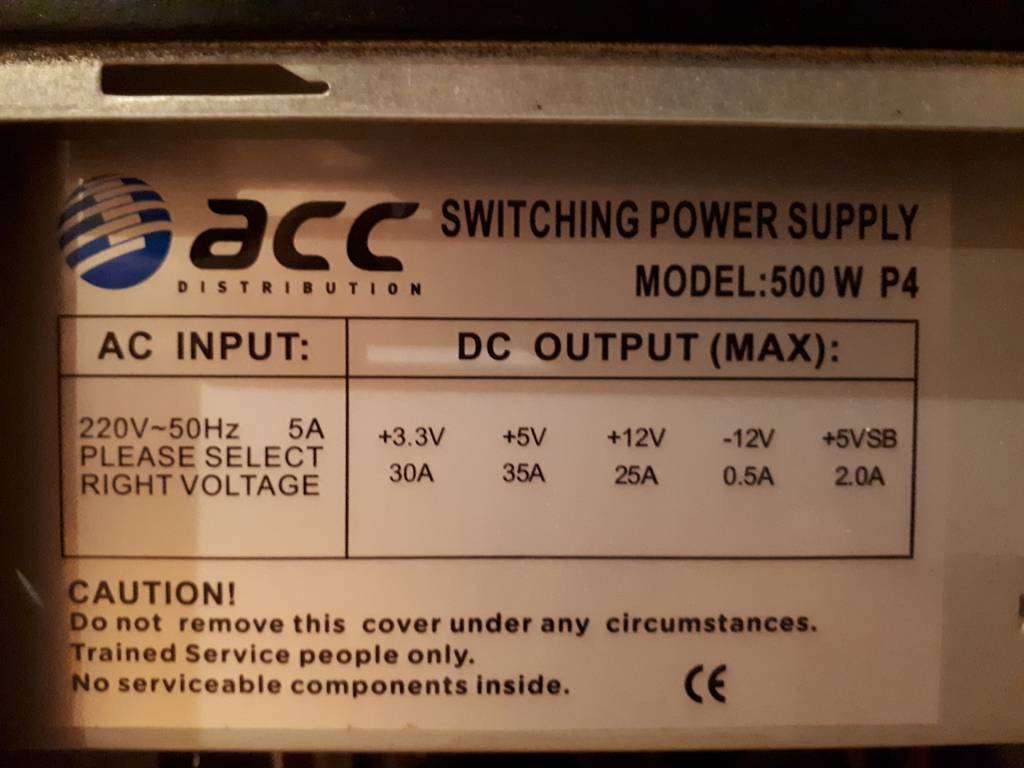 acc
DISTRIBUTION
SWITCHING POWER SUPPLY
MODEL:500 W P4
AC INPUT:
220V~50Hz 5A
PLEASE SELECT
RIGHT VOLTAGE
DC OUTPUT (MAX):
+3.3V +5V +12V -12V +5VSB
30A 35A 25A 0.5A 2.0A
CAUTION!
Do not remove this cover under any circumstances.
Trained Service people only.
No serviceable components inside.
CE